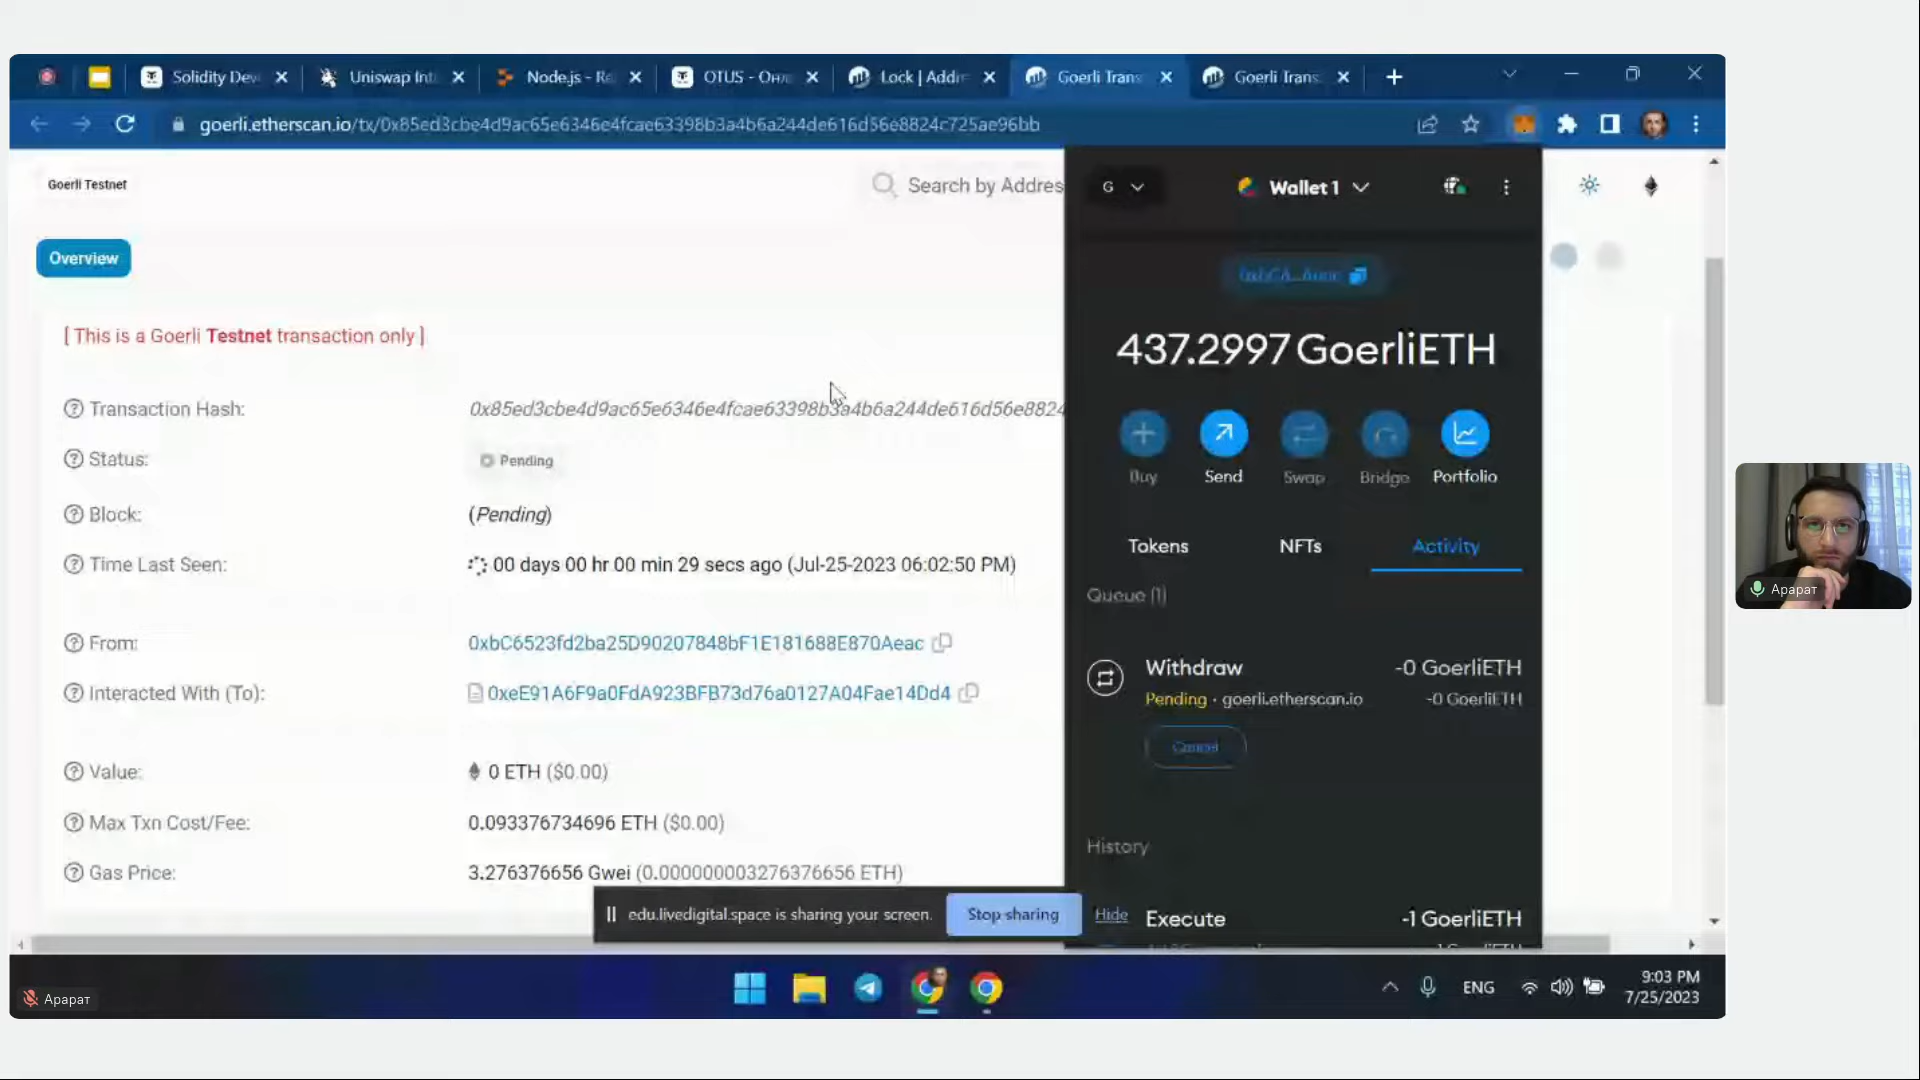 Solidity Dev
Uniswap Int
Node.js - Re
OTUS - Онл
Lock | Addr
Goerli Trans
Goerli Trans
goerli.etherscan.io/tx/0x85ed3cbe4d9ac65e6346e4fcae63398b3a4b6a244de616d56e8824c725ae96bb
Goerli Testnet
Search by Addres
Overview
[ This is a Goerli Testnet transaction only ]
Transaction Hash:
0x85ed3cbe4d9ac65e6346e4fcae63398b3a4b6a244de616d56e8824
Status:
Pending
Block:
(Pending)
Time Last Seen:
00 days 00 hr 00 min 29 secs ago (Jul-25-2023 06:02:50 PM)
From:
0xbC6523fd2ba25D90207848bF1E181688E870Aeac
Interacted With (To):
0xeE91A6F9a0FdA923BFB73d76a0127A04Fae14Dd4
Value:
0 ETH ($0.00)
Max Txn Cost/Fee:
0.093376734696 ETH ($0.00)
Gas Price:
3.276376656 Gwei (0.000000003276376656 ETH)
G
Wallet 1
437.2997 GoerliETH
Buy
Send
Swap
Bridge
Portfolio
Tokens
NFTs
Activity
Queue (1)
Withdraw
-0 GoerliETH
Pending · goerli.etherscan.io
-0 GoerliETH
Cancel
History
Execute
-1 GoerliETH
edu.livedigital.space is sharing your screen.
Stop sharing
Hide
ENG
9:03 PM
7/25/2023
Арарат
Арарат